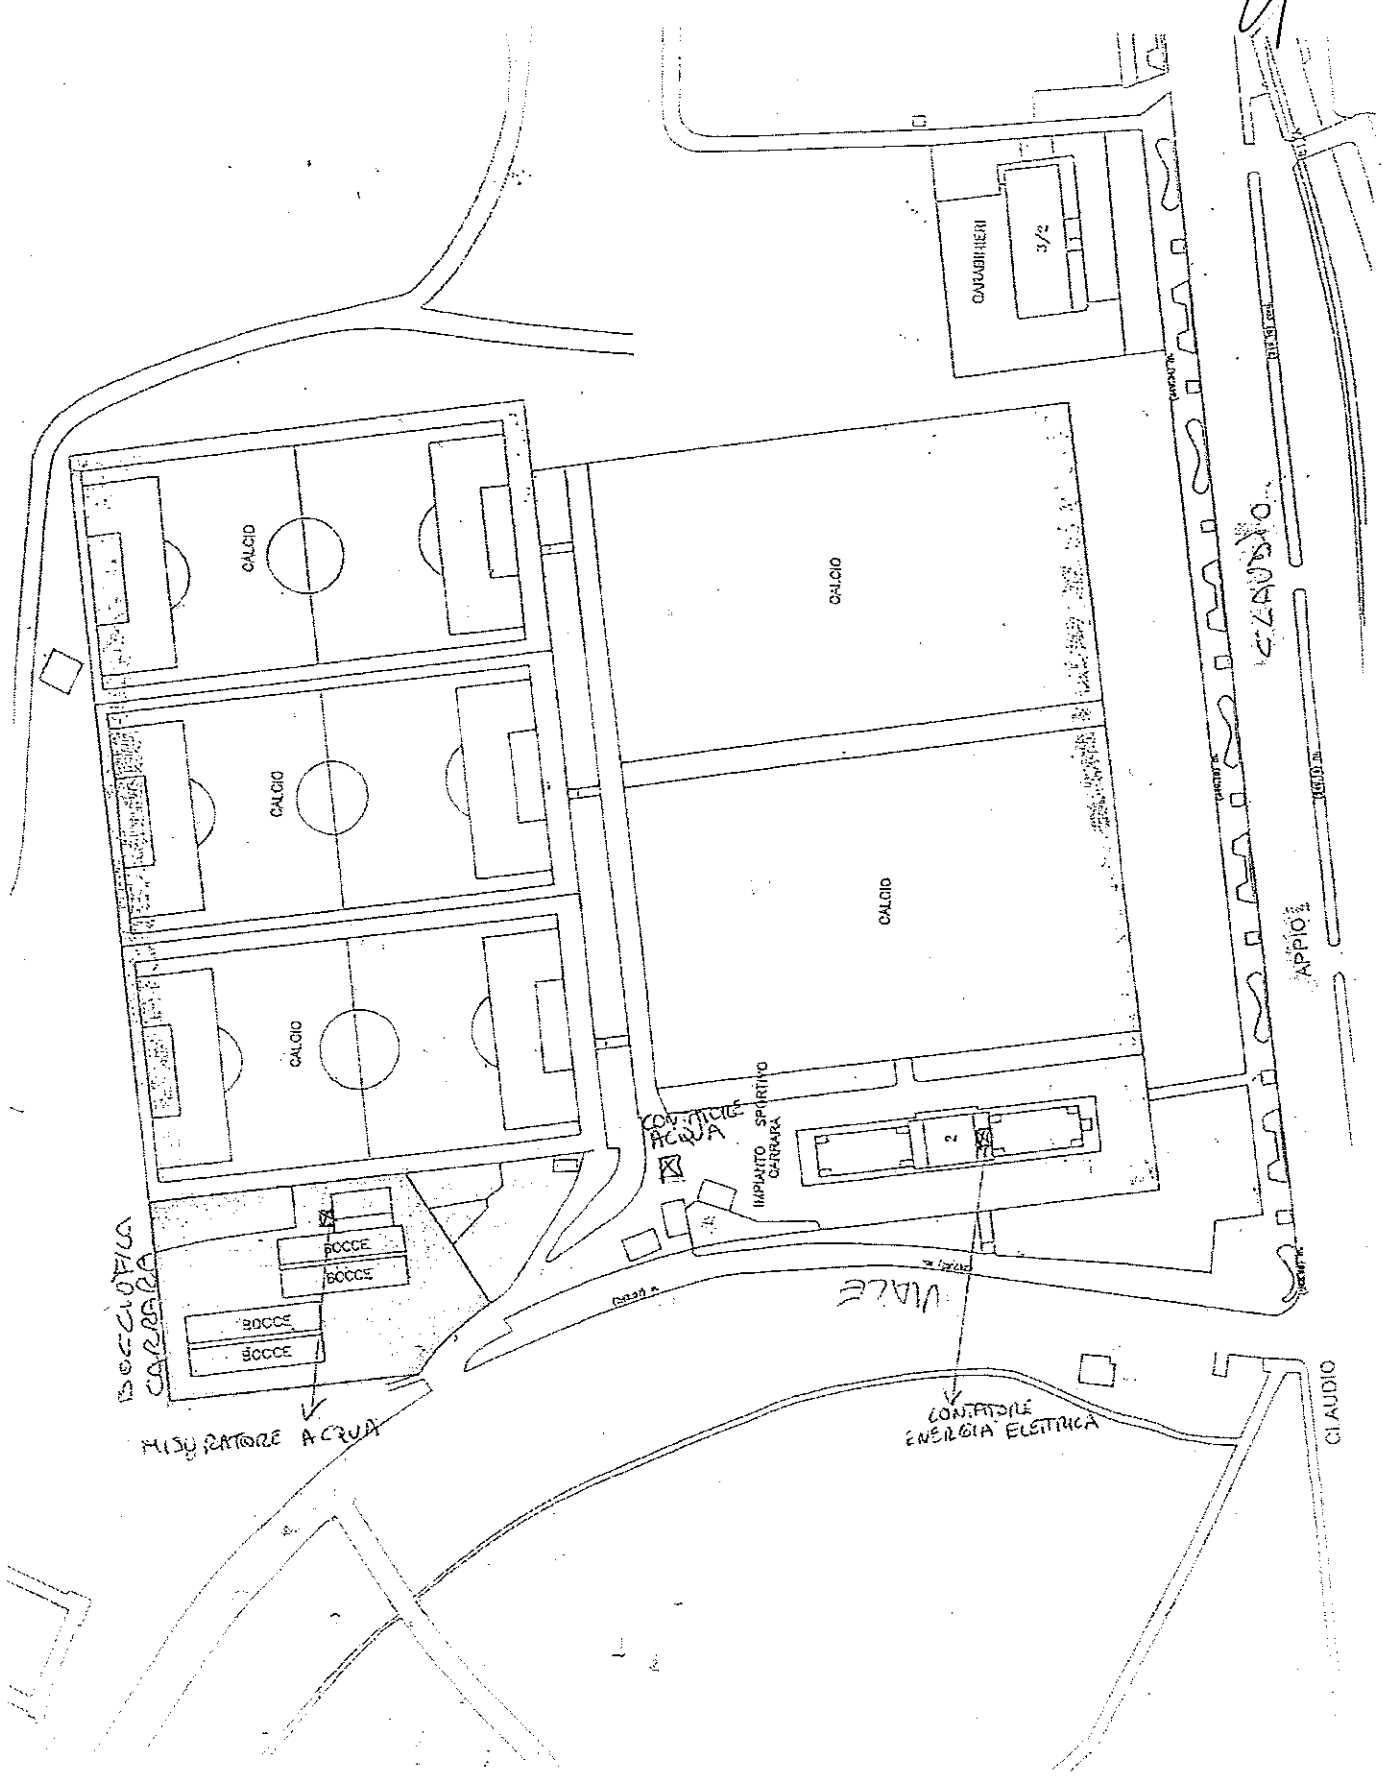 CARABINIERI
3/2
CALCIO
CALCIO
CALCIO
CALCIO
CALCIO
CLAUDIO
APPIO
CONTATORE
ACQUA
IMPIANTO SPORTIVO
CARRARA
2
BOCCIOFILA
CARRARA
BOCCE
BOCCE
BOCCE
BOCCE
VIALE
MISURATORE ACQUA
CONTATORE
ENERGIA ELETTRICA
CLAUDIO